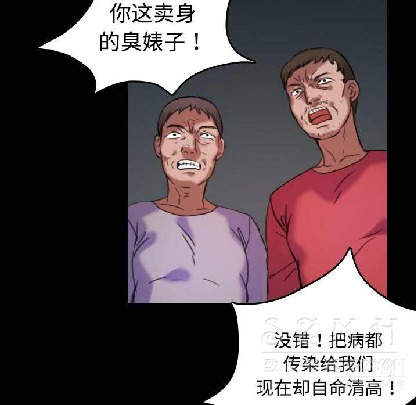 你这卖身
的臭婊子！
没错！把病都
传染给我们
现在却自命清高！